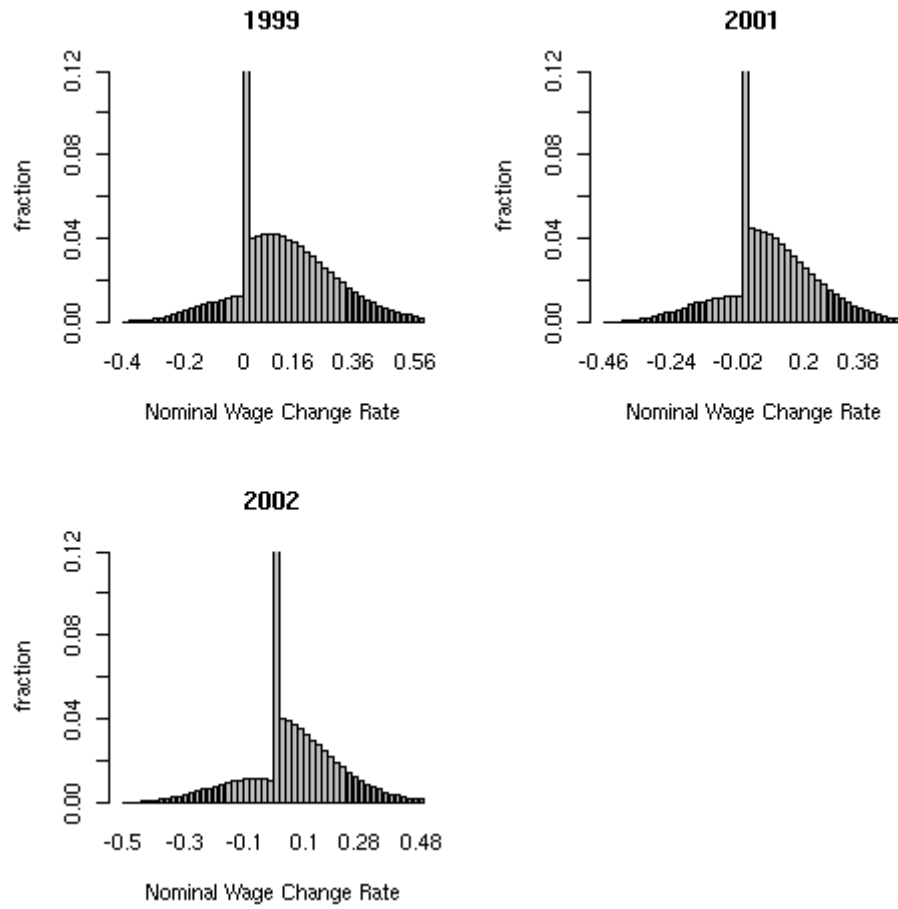 1999
0.12
0.08
0.04
0.00
fraction
-0.4 -0.2 0 0.16 0.36 0.56
Nominal Wage Change Rate
2001
0.12
0.08
0.04
0.00
fraction
-0.46 -0.24 -0.02 0.2 0.38
Nominal Wage Change Rate
2002
0.12
0.08
0.04
0.00
fraction
-0.5 -0.3 -0.1 0.1 0.28 0.48
Nominal Wage Change Rate